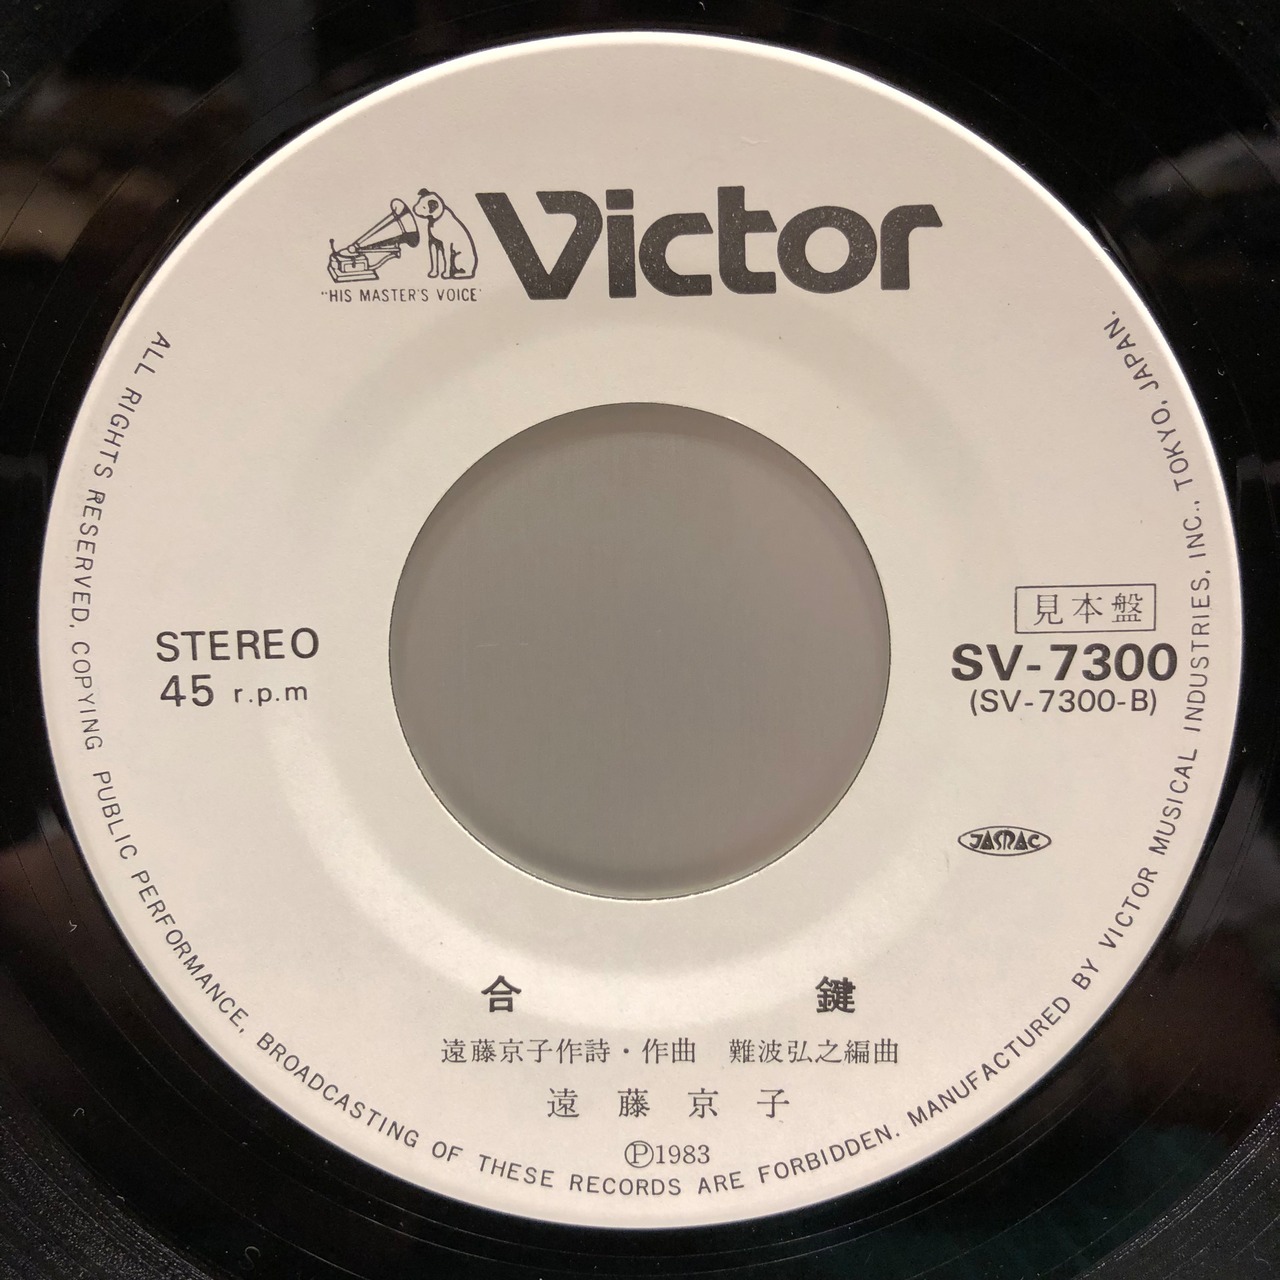 Victor
"HIS MASTER'S VOICE"
STEREO
45 r.p.m
見本盤
SV-7300
(SV-7300-B)
JASRAC
合鍵
遠藤京子作詩・作曲 難波弘之編曲
遠藤京子
Ⓟ1983
ALL RIGHTS RESERVED, COPYING PUBLIC PERFORMANCE, BROADCASTING OF THESE RECORDS ARE FORBIDDEN. MANUFACTURED BY VICTOR MUSICAL INDUSTRIES, INC., TOKYO, JAPAN.